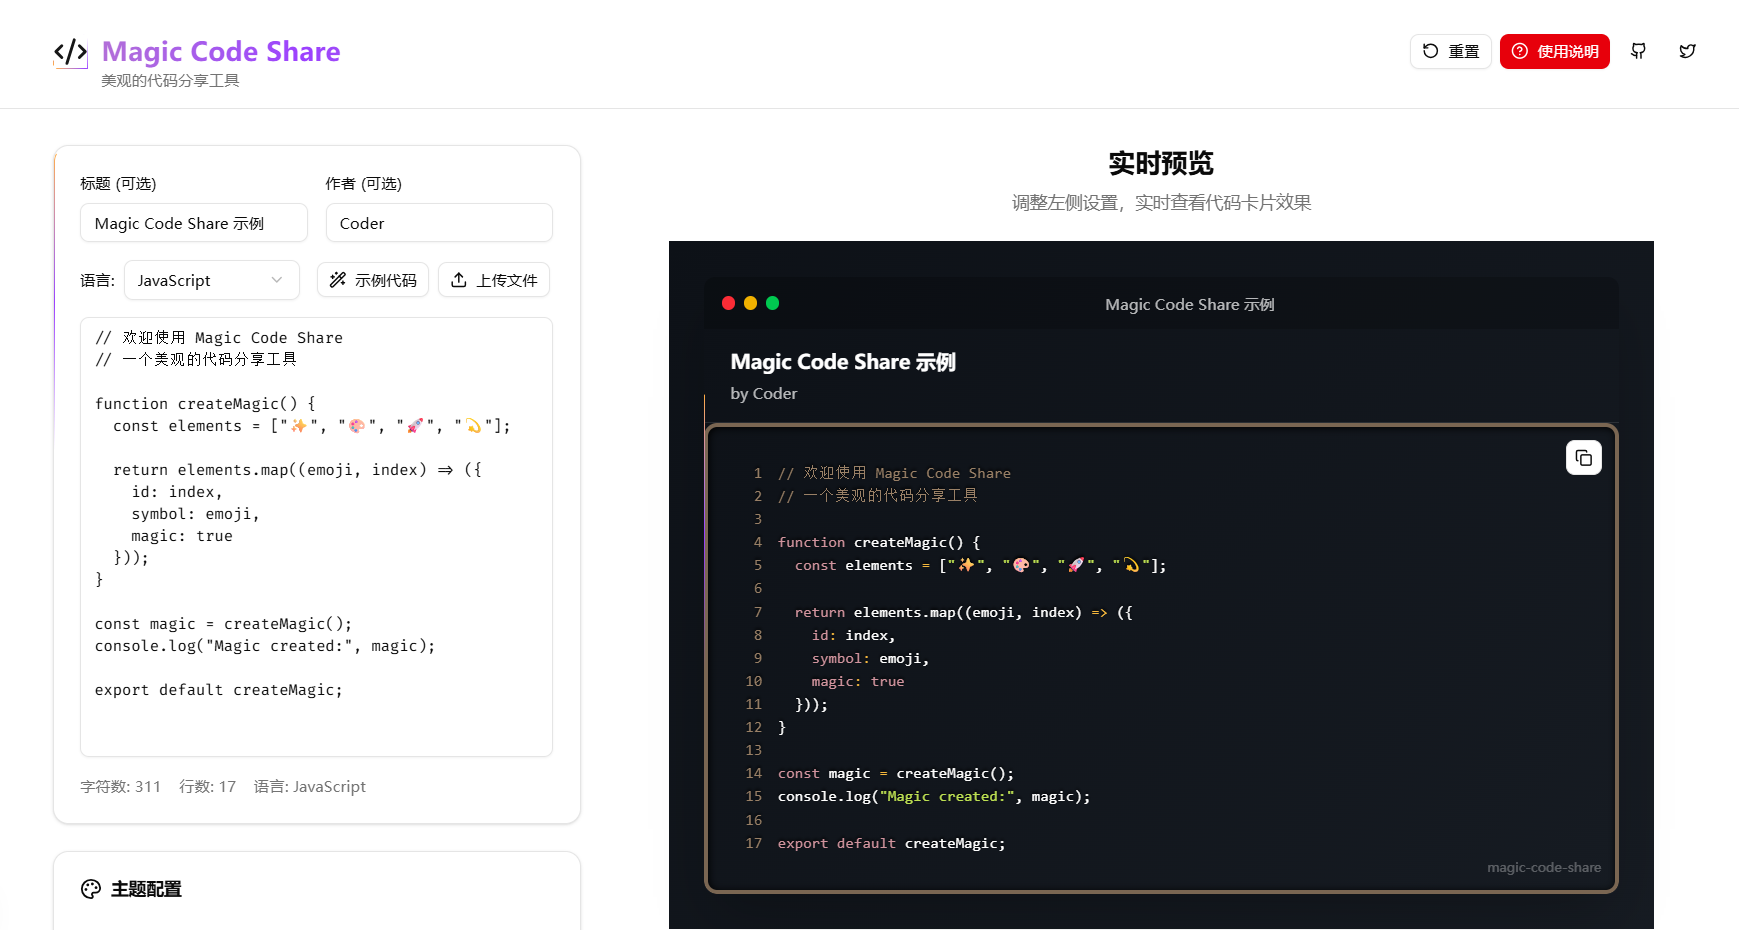 Magic Code Share
美观的代码分享工具
重置
使用说明
标题 (可选)
作者 (可选)
Magic Code Share 示例
Coder
语言:
JavaScript
示例代码
上传文件
// 欢迎使用 Magic Code Share
// 一个美观的代码分享工具
function createMagic() {
  const elements = ["✨", "🎨", "🚀", "💫"];
  return elements.map((emoji, index) => ({
    id: index,
    symbol: emoji,
    magic: true
  }));
}
const magic = createMagic();
console.log("Magic created:", magic);
export default createMagic;
字符数: 311
行数: 17
语言: JavaScript
主题配置
实时预览
调整左侧设置，实时查看代码卡片效果
Magic Code Share 示例
Magic Code Share 示例
by Coder
1 // 欢迎使用 Magic Code Share
2 // 一个美观的代码分享工具
3
4 function createMagic() {
5   const elements = ["✨", "🎨", "🚀", "💫"];
6
7   return elements.map((emoji, index) => ({
8     id: index,
9     symbol: emoji,
10     magic: true
11   }));
12 }
13
14 const magic = createMagic();
15 console.log("Magic created:", magic);
16
17 export default createMagic;
magic-code-share